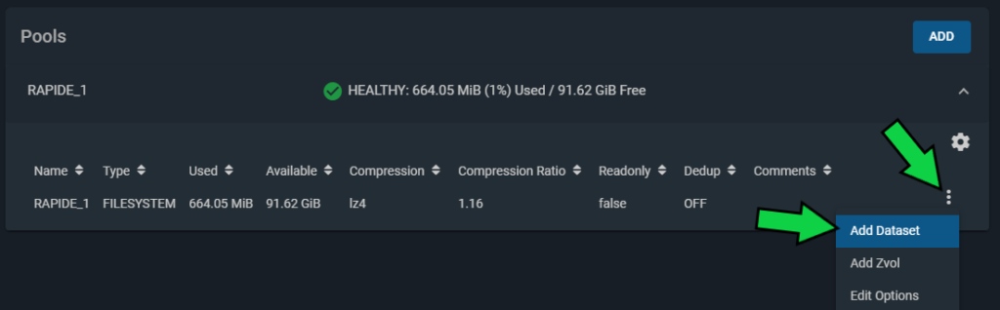 Pools
ADD
RAPIDE_1
HEALTHY: 664.05 MiB (1%) Used / 91.62 GiB Free
Name Type Used Available Compression Compression Ratio Readonly Dedup Comments
RAPIDE_1 FILESYSTEM 664.05 MiB 91.62 GiB lz4 1.16 false OFF
Add Dataset
Add Zvol
Edit Options